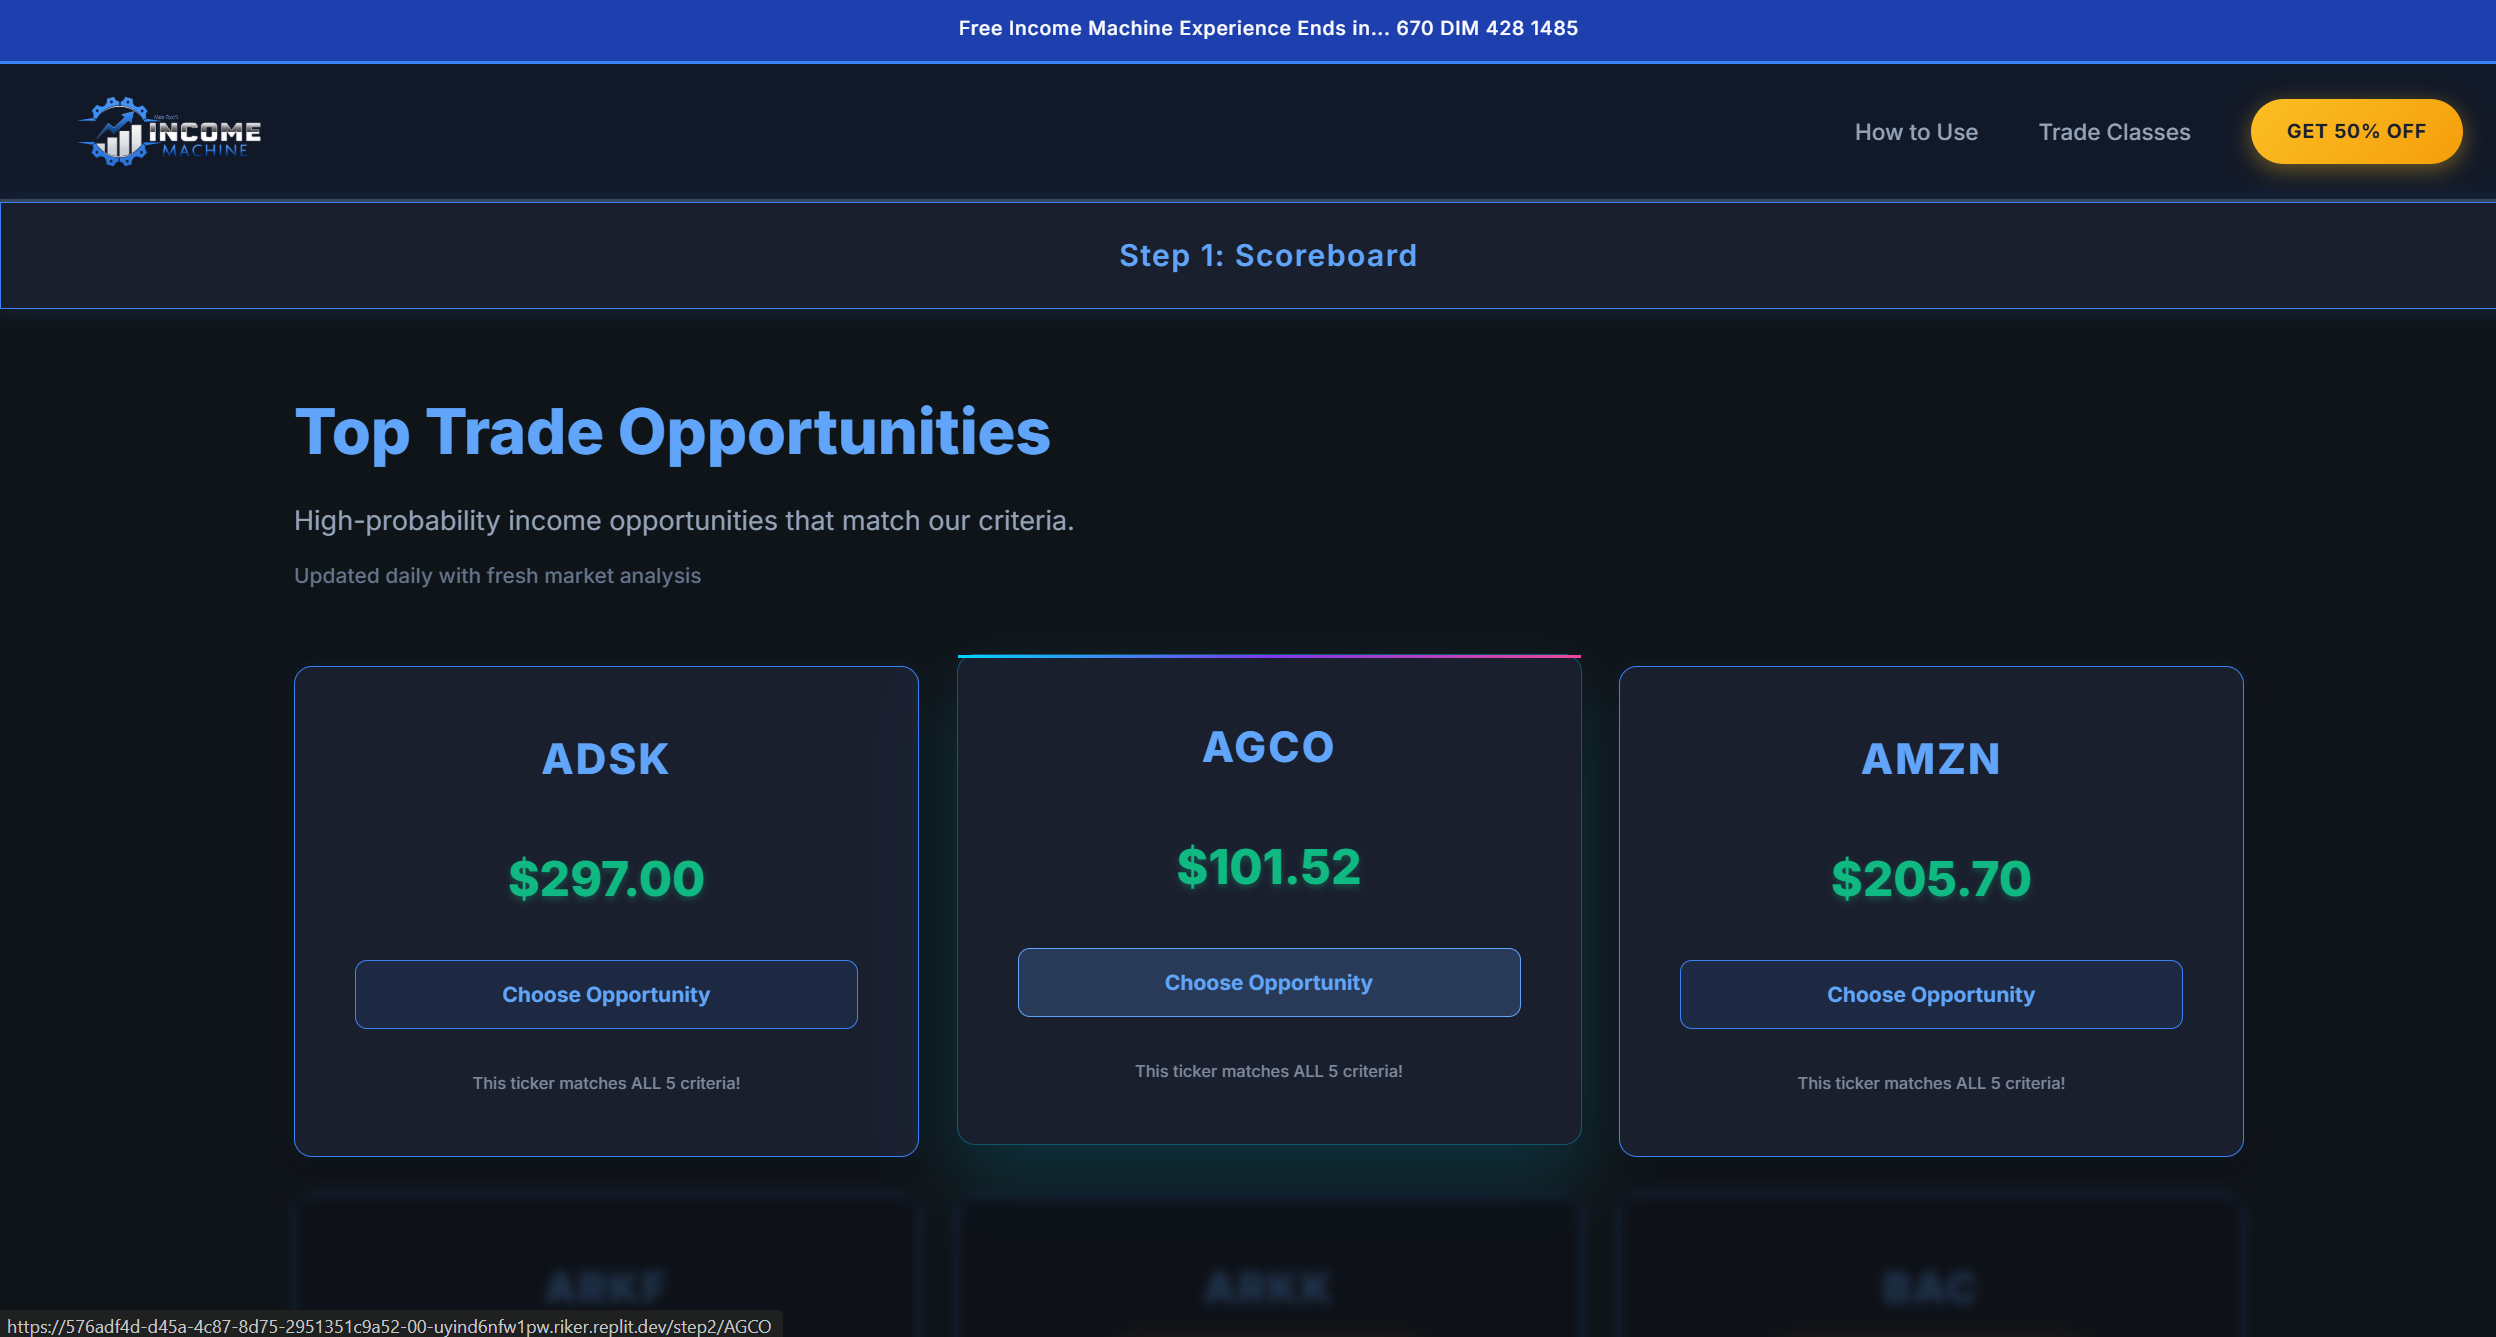 Free Income Machine Experience Ends in... 670 DIM 428 1485
INCOME
MACHINE
How to Use
Trade Classes
GET 50% OFF
Step 1: Scoreboard
Top Trade Opportunities
High-probability income opportunities that match our criteria.
Updated daily with fresh market analysis
ADSK
$297.00
Choose Opportunity
This ticker matches ALL 5 criteria!
AGCO
$101.52
Choose Opportunity
This ticker matches ALL 5 criteria!
AMZN
$205.70
Choose Opportunity
This ticker matches ALL 5 criteria!
ARKF
ARKK
BAC
https://576adf4d-d45a-4c87-8d75-2951351c9a52-00-uyind6nfw1pw.riker.replit.dev/step2/AGCO